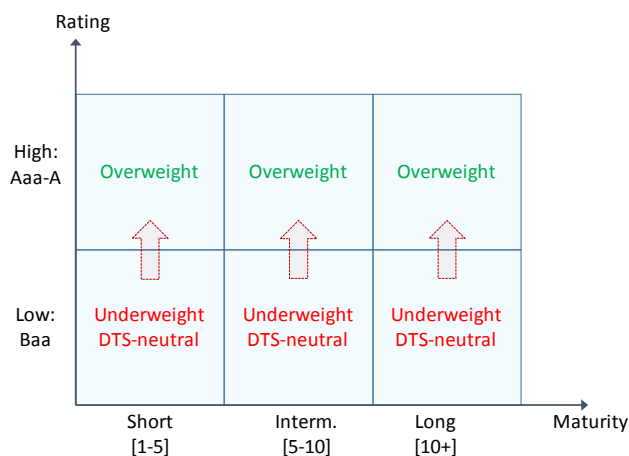 Rating
High:
Aaa-A
Overweight Overweight Overweight
Low:
Baa
Underweight Underweight Underweight
DTS-neutral DTS-neutral DTS-neutral
Short Interm. Long Maturity
[1-5] [5-10] [10+]